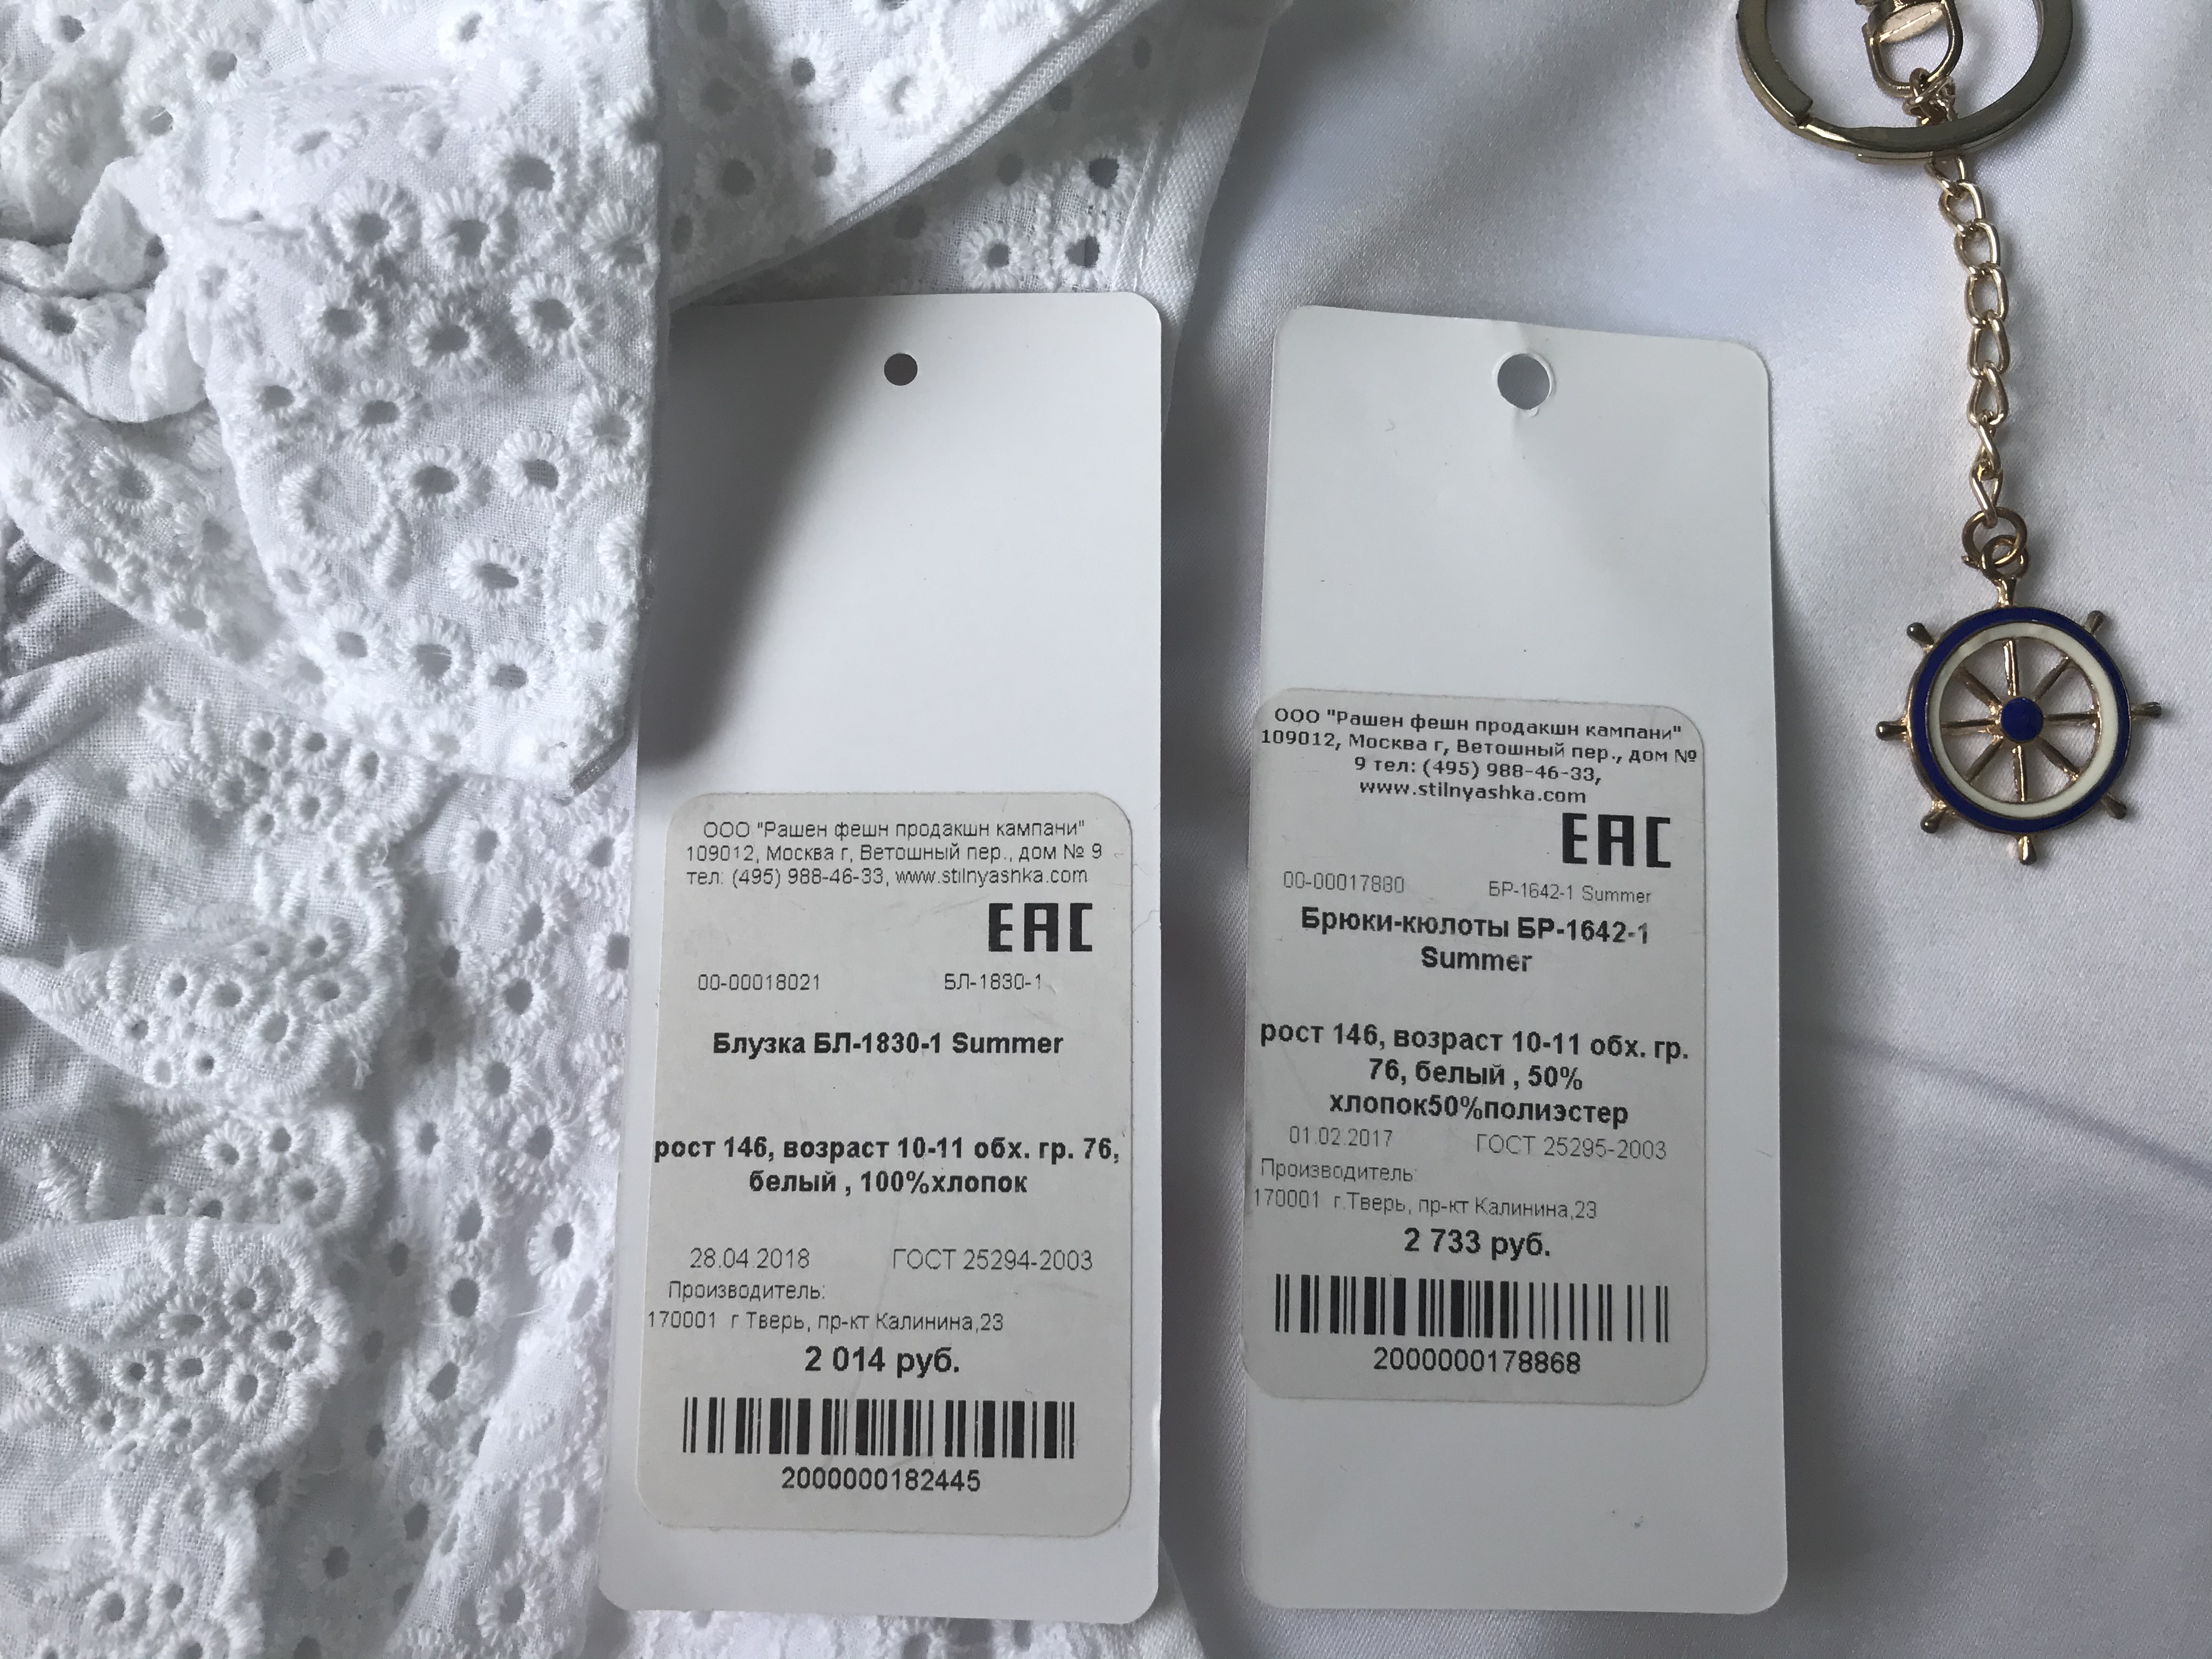 ООО "Рашен фешн продакшн кампани"
109012, Москва г, Ветошный пер., дом № 9
тел: (495) 988-46-33, www.stilnyashka.com
EAC
00-00018021 БЛ-1830-1
Блузка БЛ-1830-1 Summer
рост 146, возраст 10-11 обх. гр. 76,
белый , 100%хлопок
28.04.2018 ГОСТ 25294-2003
Производитель:
170001 г Тверь, пр-кт Калинина,23
2 014 руб.
2000000182445
ООО "Рашен фешн продакшн кампани"
109012, Москва г, Ветошный пер., дом №
9 тел: (495) 988-46-33,
www.stilnyashka.com
EAC
00-00017880 БР-1642-1 Summer
Брюки-кюлоты БР-1642-1
Summer
рост 146, возраст 10-11 обх. гр.
76, белый , 50%
хлопок50%полиэстер
01.02.2017 ГОСТ 25295-2003
Производитель:
170001 г.Тверь, пр-кт Калинина,23
2 733 руб.
2000000178868